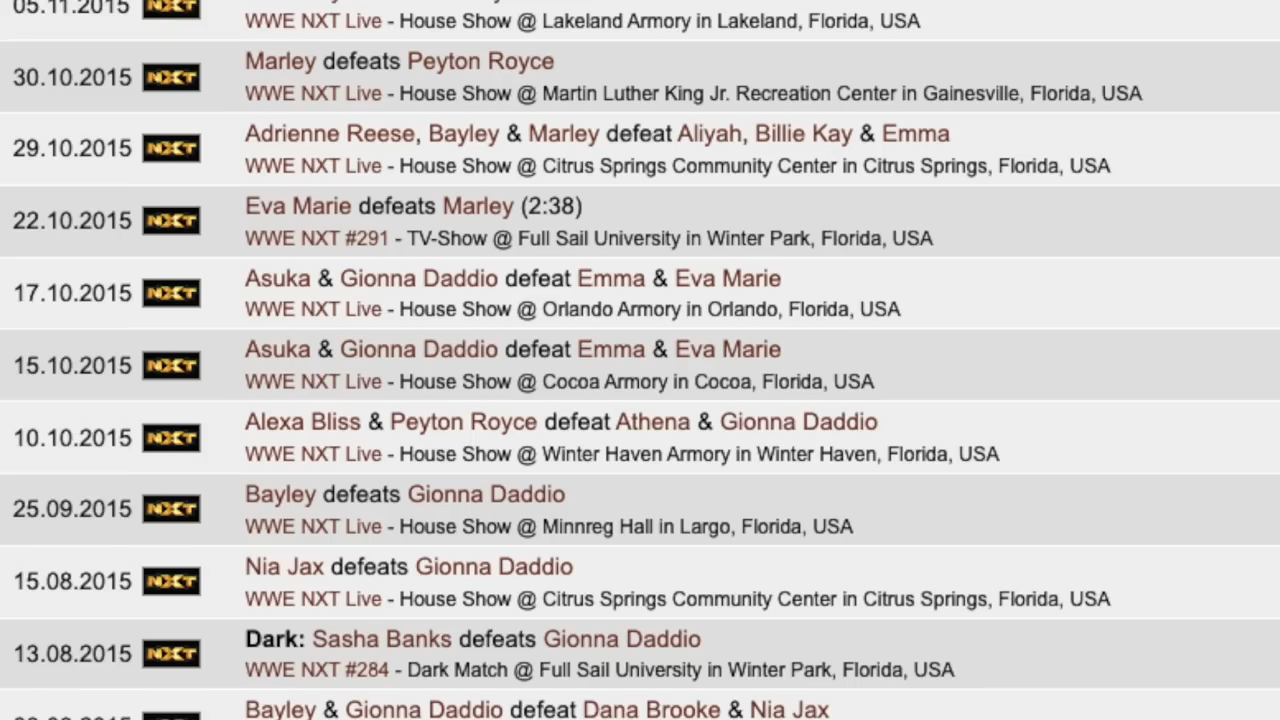 05.11.2015 NXT
WWE NXT Live - House Show @ Lakeland Armory in Lakeland, Florida, USA
30.10.2015 NXT Marley defeats Peyton Royce
WWE NXT Live - House Show @ Martin Luther King Jr. Recreation Center in Gainesville, Florida, USA
29.10.2015 NXT Adrienne Reese, Bayley & Marley defeat Aliyah, Billie Kay & Emma
WWE NXT Live - House Show @ Citrus Springs Community Center in Citrus Springs, Florida, USA
22.10.2015 NXT Eva Marie defeats Marley (2:38)
WWE NXT #291 - TV-Show @ Full Sail University in Winter Park, Florida, USA
17.10.2015 NXT Asuka & Gionna Daddio defeat Emma & Eva Marie
WWE NXT Live - House Show @ Orlando Armory in Orlando, Florida, USA
15.10.2015 NXT Asuka & Gionna Daddio defeat Emma & Eva Marie
WWE NXT Live - House Show @ Cocoa Armory in Cocoa, Florida, USA
10.10.2015 NXT Alexa Bliss & Peyton Royce defeat Athena & Gionna Daddio
WWE NXT Live - House Show @ Winter Haven Armory in Winter Haven, Florida, USA
25.09.2015 NXT Bayley defeats Gionna Daddio
WWE NXT Live - House Show @ Minnreg Hall in Largo, Florida, USA
15.08.2015 NXT Nia Jax defeats Gionna Daddio
WWE NXT Live - House Show @ Citrus Springs Community Center in Citrus Springs, Florida, USA
13.08.2015 NXT Dark: Sasha Banks defeats Gionna Daddio
WWE NXT #284 - Dark Match @ Full Sail University in Winter Park, Florida, USA
Bayley & Gionna Daddio defeat Dana Brooke & Nia Jax